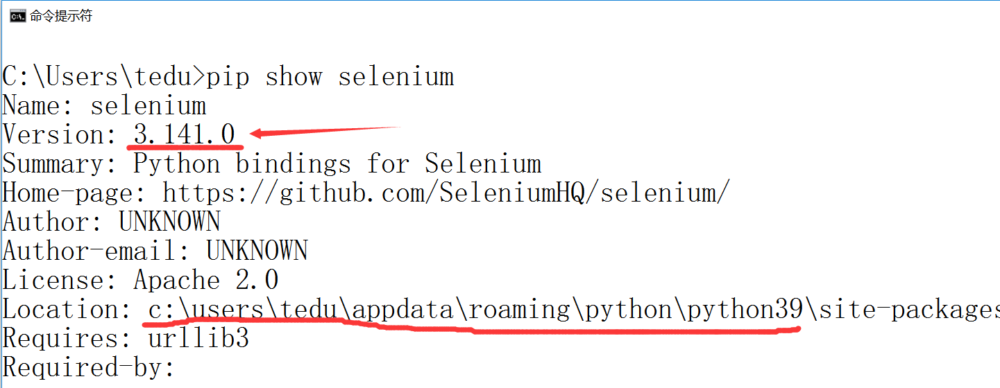 命令提示符
C:\Users\tedu>pip show selenium
Name: selenium
Version: 3.141.0
Summary: Python bindings for Selenium
Home-page: https://github.com/SeleniumHQ/selenium/
Author: UNKNOWN
Author-email: UNKNOWN
License: Apache 2.0
Location: c:\users\tedu\appdata\roaming\python\python39\site-packages
Requires: urllib3
Required-by: